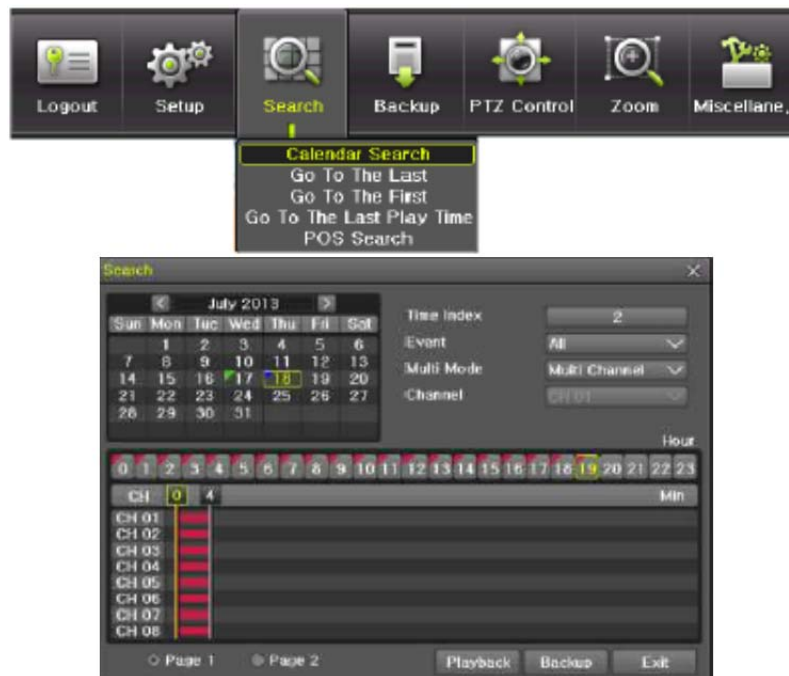 Logout Setup Search Backup PTZ Control Zoom Miscellane.
Calendar Search
Go To The Last
Go To The First
Go To The Last Play Time
POS Search
Search
July 2013
Sun Mon Tue Wed Thu Fri Sat
1 2 3 4 5 6
7 8 9 10 11 12 13
14 15 16 17 18 19 20
21 22 23 24 25 26 27
28 29 30 31
Time Index 2
Event All
Multi Mode Multi Channel
Channel CH 01
Hour
0 1 2 3 4 5 6 7 8 9 10 11 12 13 14 15 16 17 18 19 20 21 22 23
CH 0 4 Min
CH 01
CH 02
CH 03
CH 04
CH 05
CH 06
CH 07
CH 08
Page 1 Page 2 Playback Backup Exit